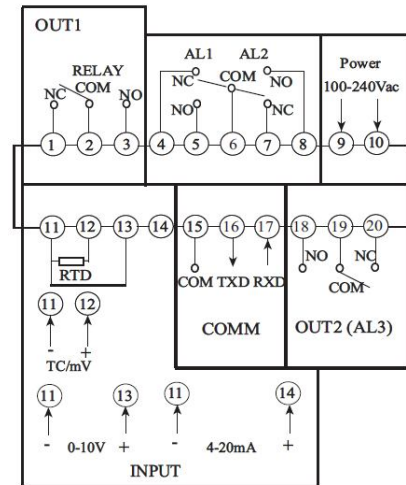 OUT1
AL1 AL2 Power
RELAY
COM NC COM NO 100-240Vac
NC NO NO NC
1 2 3 4 5 6 7 8 9 10
11 12 13 14 15 16 17 18 19 20
RTD COM TXD RXD NO COM NC
11 12
- + COMM OUT2 (AL3)
TC/mV
11 13 11 14
- 0-10V + - 4-20mA +
INPUT